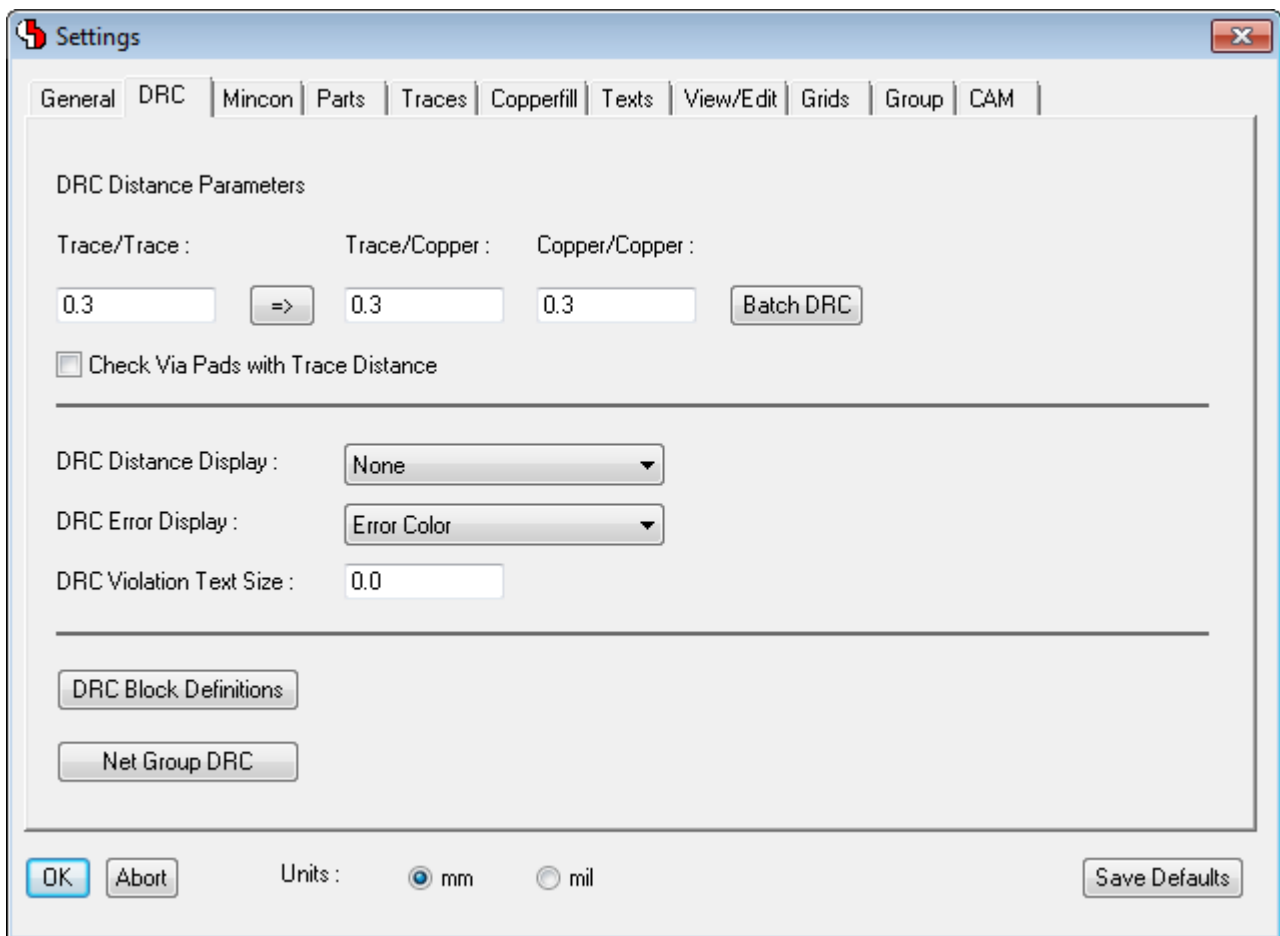 Settings
General DRC Mincon Parts Traces Copperfill Texts View/Edit Grids Group CAM
DRC Distance Parameters
Trace/Trace : Trace/Copper : Copper/Copper :
0.3 => 0.3 0.3 Batch DRC
Check Via Pads with Trace Distance
DRC Distance Display : None
DRC Error Display : Error Color
DRC Violation Text Size : 0.0
DRC Block Definitions
Net Group DRC
OK Abort Units : mm mil Save Defaults